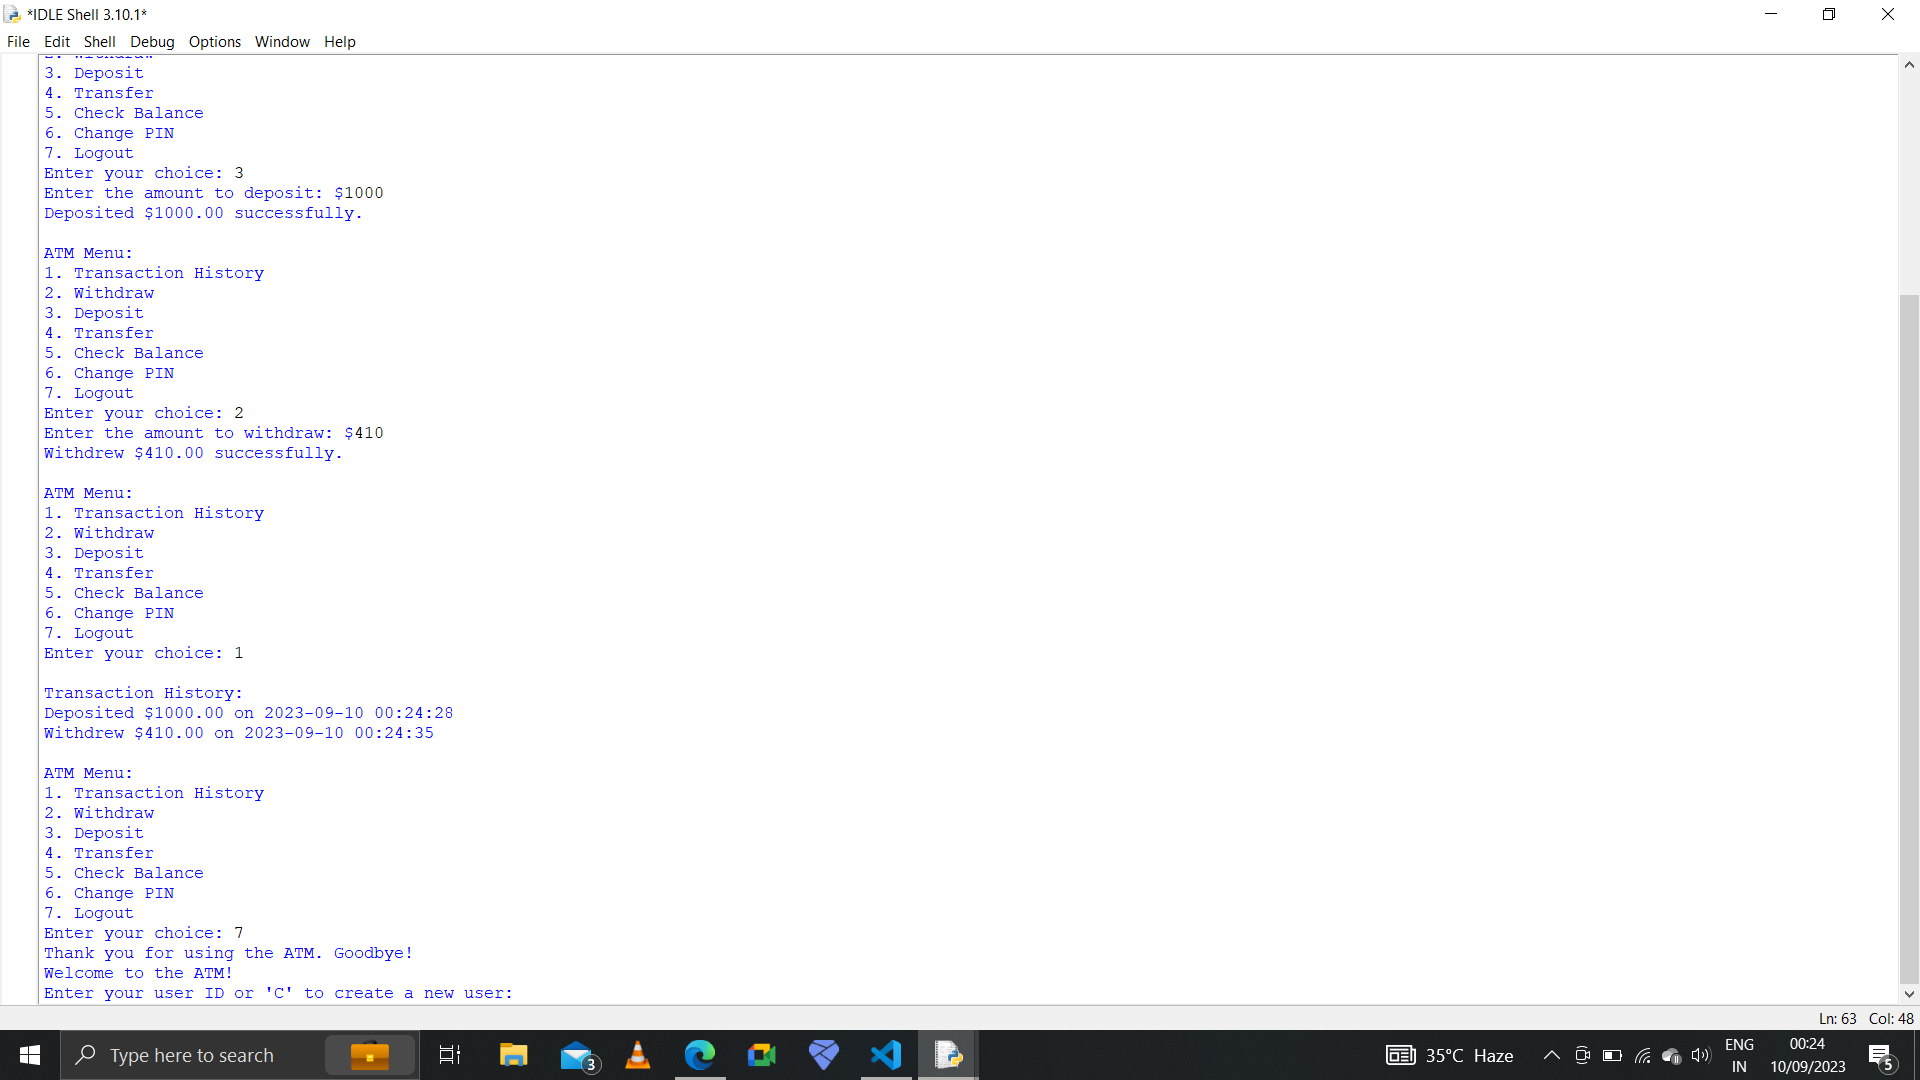 *IDLE Shell 3.10.1*
File Edit Shell Debug Options Window Help
2. Withdraw
3. Deposit
4. Transfer
5. Check Balance
6. Change PIN
7. Logout
Enter your choice: 3
Enter the amount to deposit: $1000
Deposited $1000.00 successfully.
ATM Menu:
1. Transaction History
2. Withdraw
3. Deposit
4. Transfer
5. Check Balance
6. Change PIN
7. Logout
Enter your choice: 2
Enter the amount to withdraw: $410
Withdrew $410.00 successfully.
ATM Menu:
1. Transaction History
2. Withdraw
3. Deposit
4. Transfer
5. Check Balance
6. Change PIN
7. Logout
Enter your choice: 1
Transaction History:
Deposited $1000.00 on 2023-09-10 00:24:28
Withdrew $410.00 on 2023-09-10 00:24:35
ATM Menu:
1. Transaction History
2. Withdraw
3. Deposit
4. Transfer
5. Check Balance
6. Change PIN
7. Logout
Enter your choice: 7
Thank you for using the ATM. Goodbye!
Welcome to the ATM!
Enter your user ID or 'C' to create a new user:
Ln: 63 Col: 48
Type here to search
3
35°C Haze
ENG
IN
00:24
10/09/2023
5